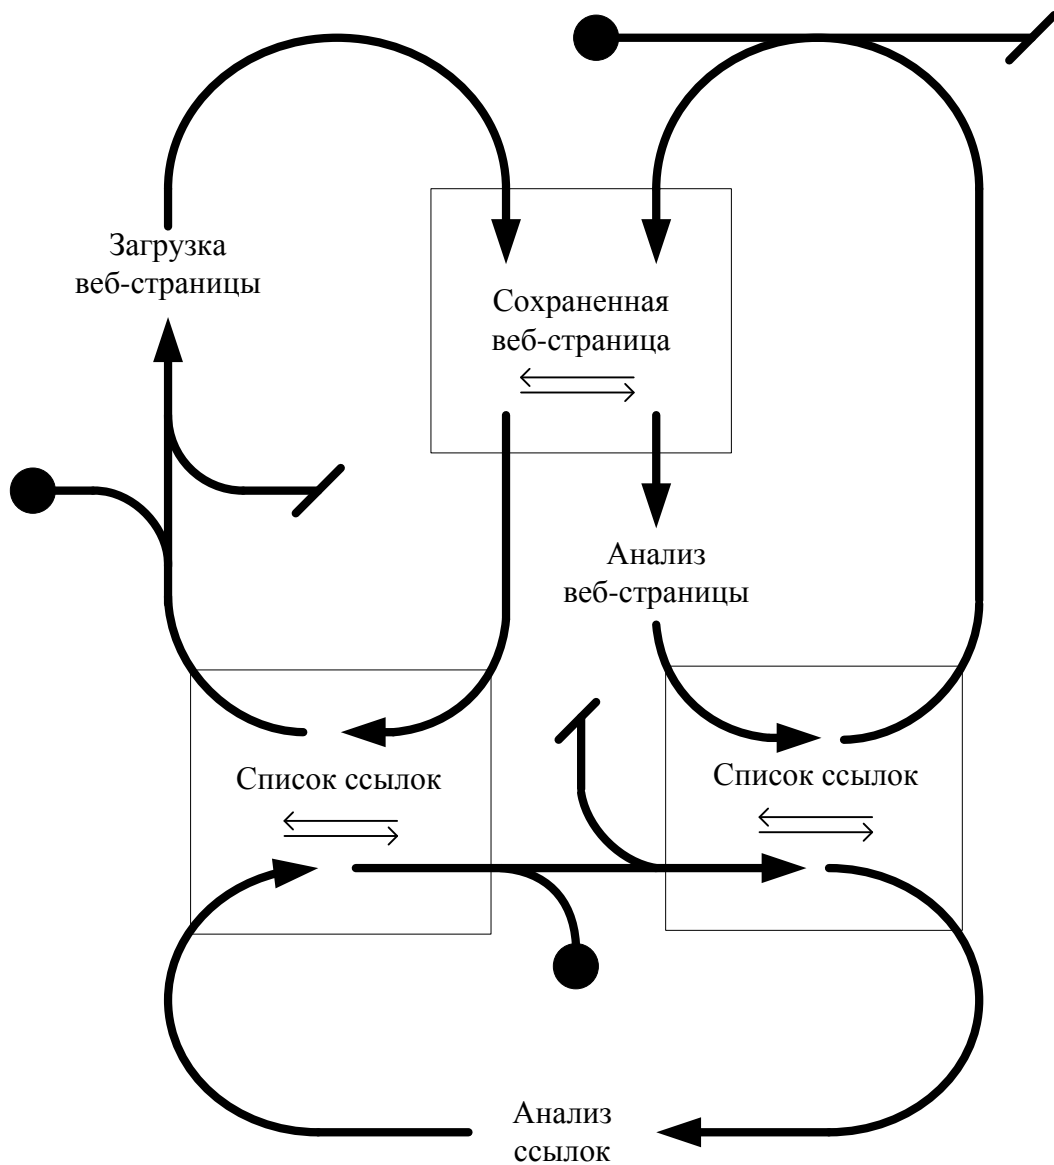 Загрузка
веб-страницы
Сохраненная
веб-страница
Анализ
веб-страницы
Список ссылок
Список ссылок
Анализ
ссылок